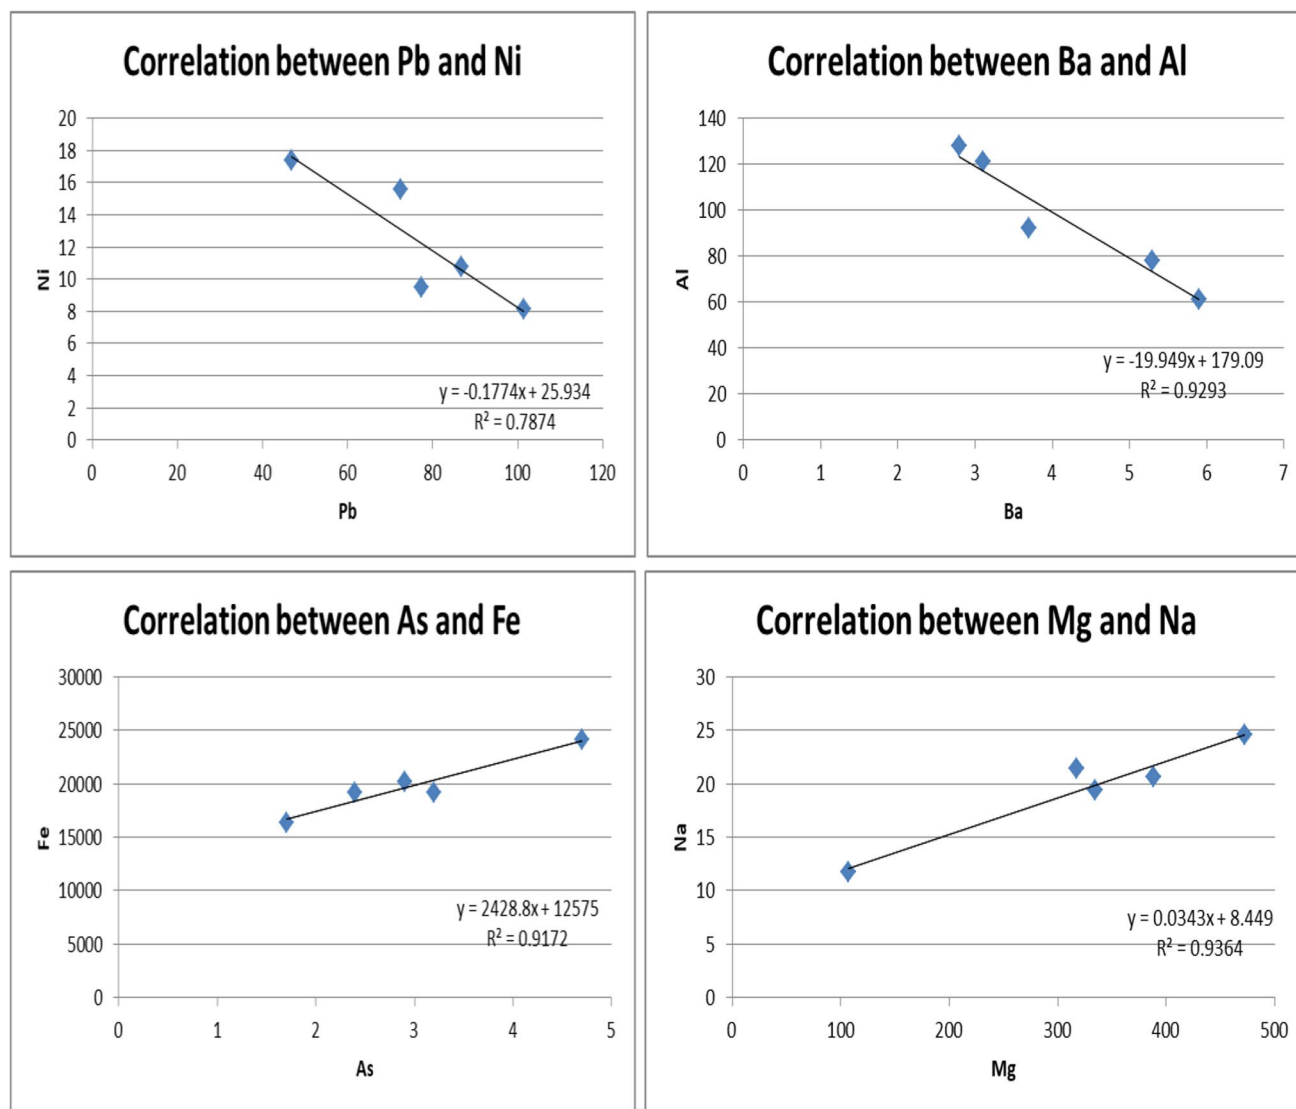 Correlation between Pb and Ni
20
18
16
14
12
10
8
6
4
2
0
Ni
y = -0.1774x + 25.934
R² = 0.7874
0 20 40 60 80 100 120
Pb
Correlation between Ba and Al
140
120
100
80
60
40
20
0
Al
y = -19.949x + 179.09
R² = 0.9293
0 1 2 3 4 5 6 7
Ba
Correlation between As and Fe
30000
25000
20000
15000
10000
5000
0
Fe
y = 2428.8x + 12575
R² = 0.9172
0 1 2 3 4 5
As
Correlation between Mg and Na
30
25
20
15
10
5
0
Na
y = 0.0343x + 8.449
R² = 0.9364
0 100 200 300 400 500
Mg